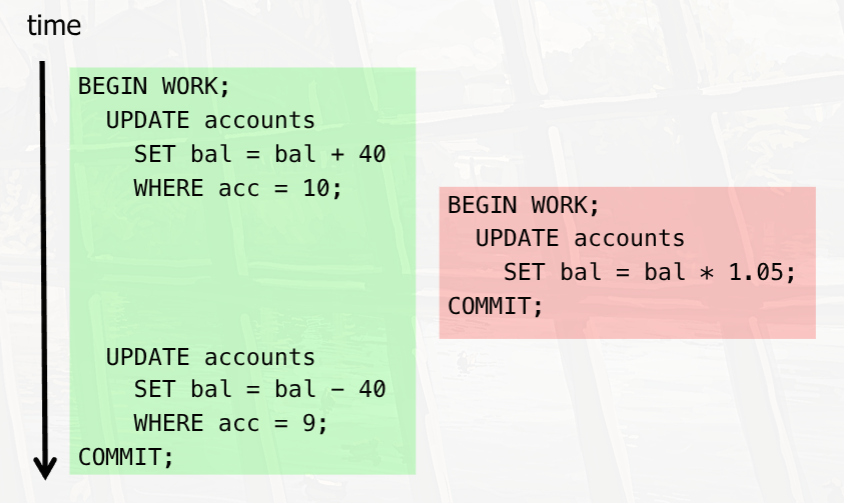 time
BEGIN WORK;
UPDATE accounts
SET bal = bal + 40
WHERE acc = 10;
BEGIN WORK;
UPDATE accounts
SET bal = bal * 1.05;
COMMIT;
UPDATE accounts
SET bal = bal − 40
WHERE acc = 9;
COMMIT;